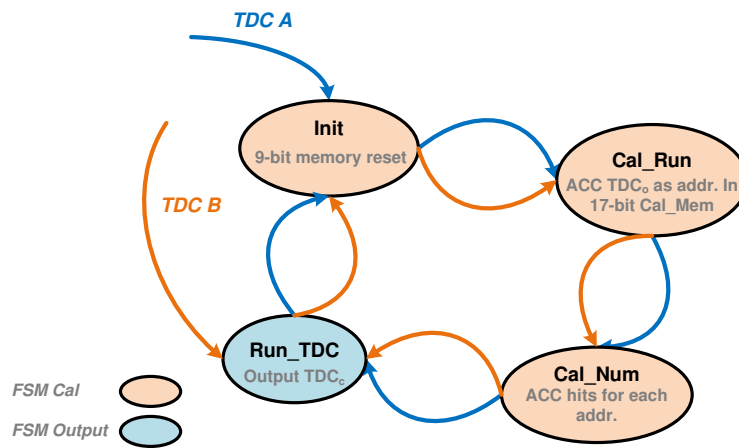 TDC A
Init
9-bit memory reset
Cal_Run
ACC TDCₒ as addr. In
17-bit Cal_Mem
TDC B
Run_TDC
Output TDC꜀
Cal_Num
ACC hits for each
addr.
FSM Cal
FSM Output